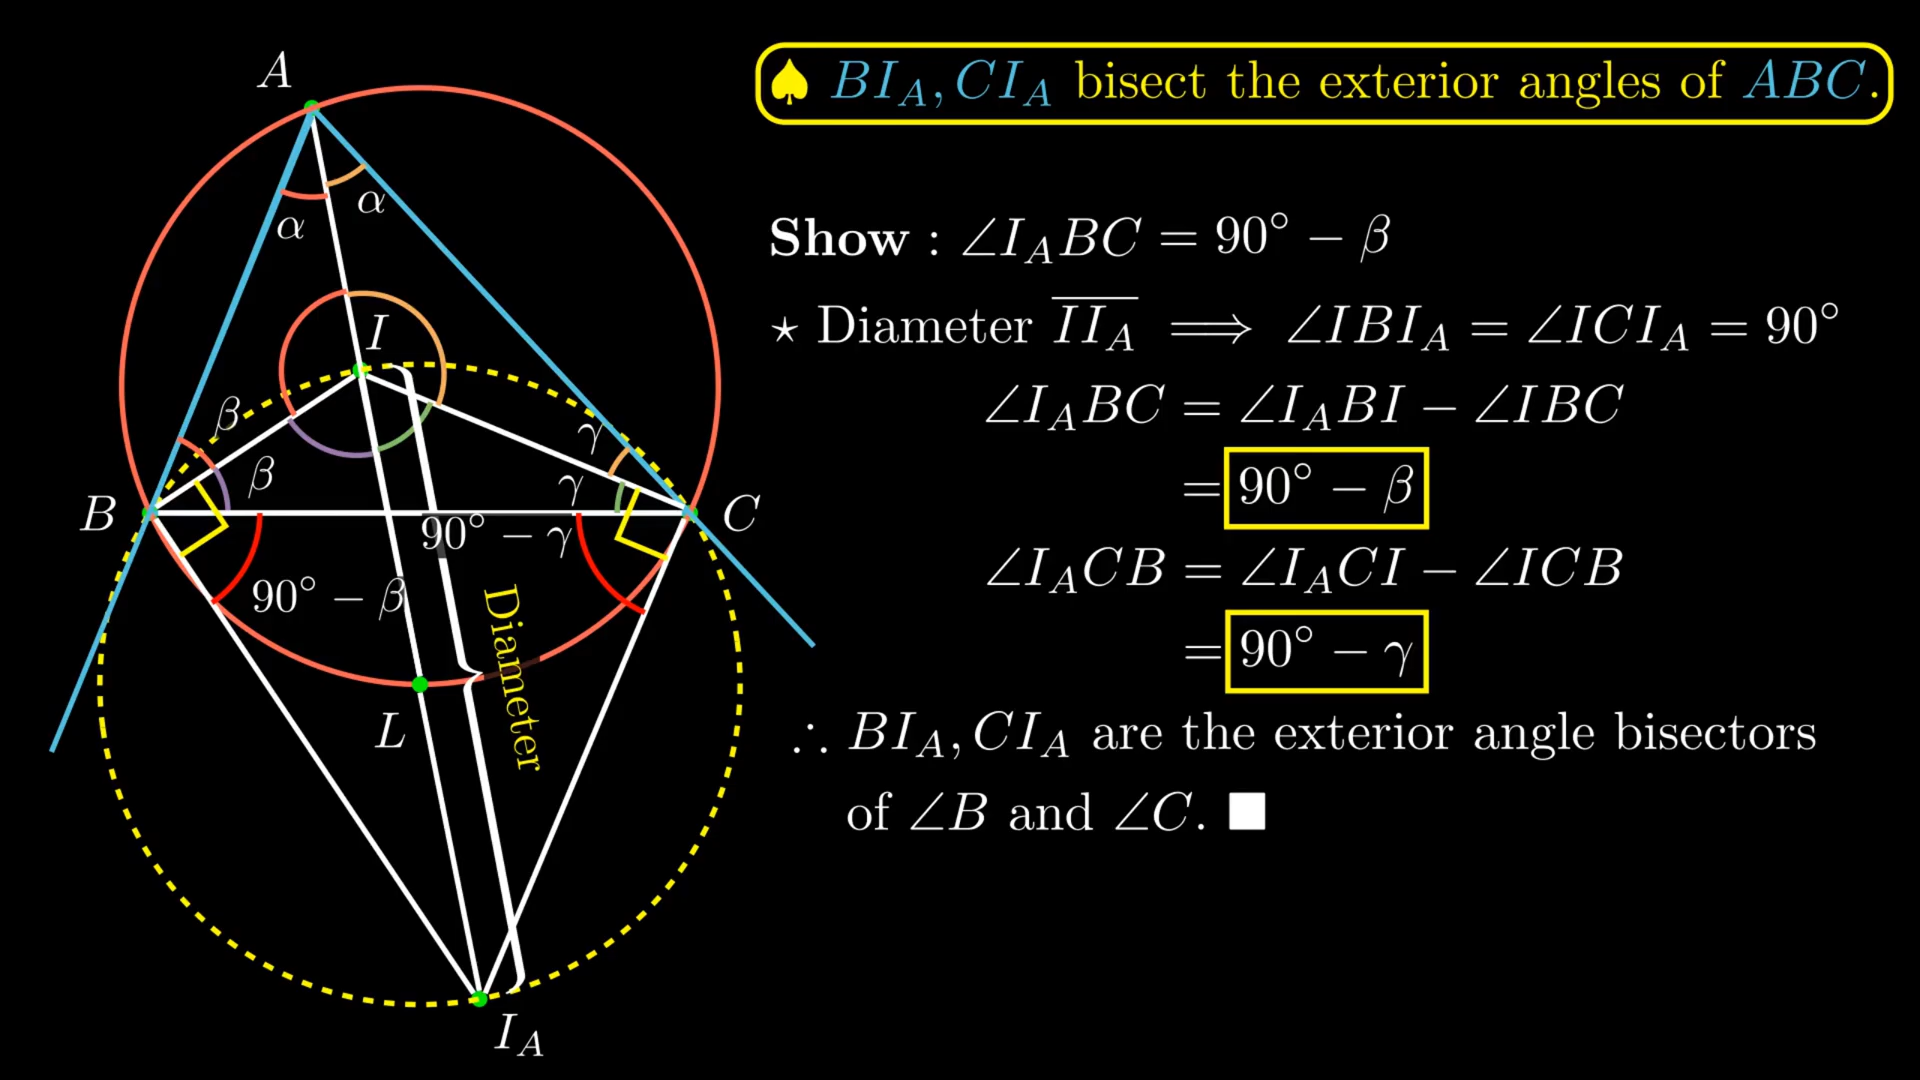 A
♠ BI_A, CI_A bisect the exterior angles of ABC.
α
α
Show : ∠I_ABC = 90° − β
I
⋆ Diameter II_A ⟹ ∠IBI_A = ∠ICI_A = 90°
β
γ
∠I_ABC = ∠I_ABI − ∠IBC
β
γ
= 90° − β
B
C
90° − γ
∠I_ACB = ∠I_ACI − ∠ICB
90° − β
Diameter
= 90° − γ
L
∴ BI_A, CI_A are the exterior angle bisectors
of ∠B and ∠C. ■
I_A